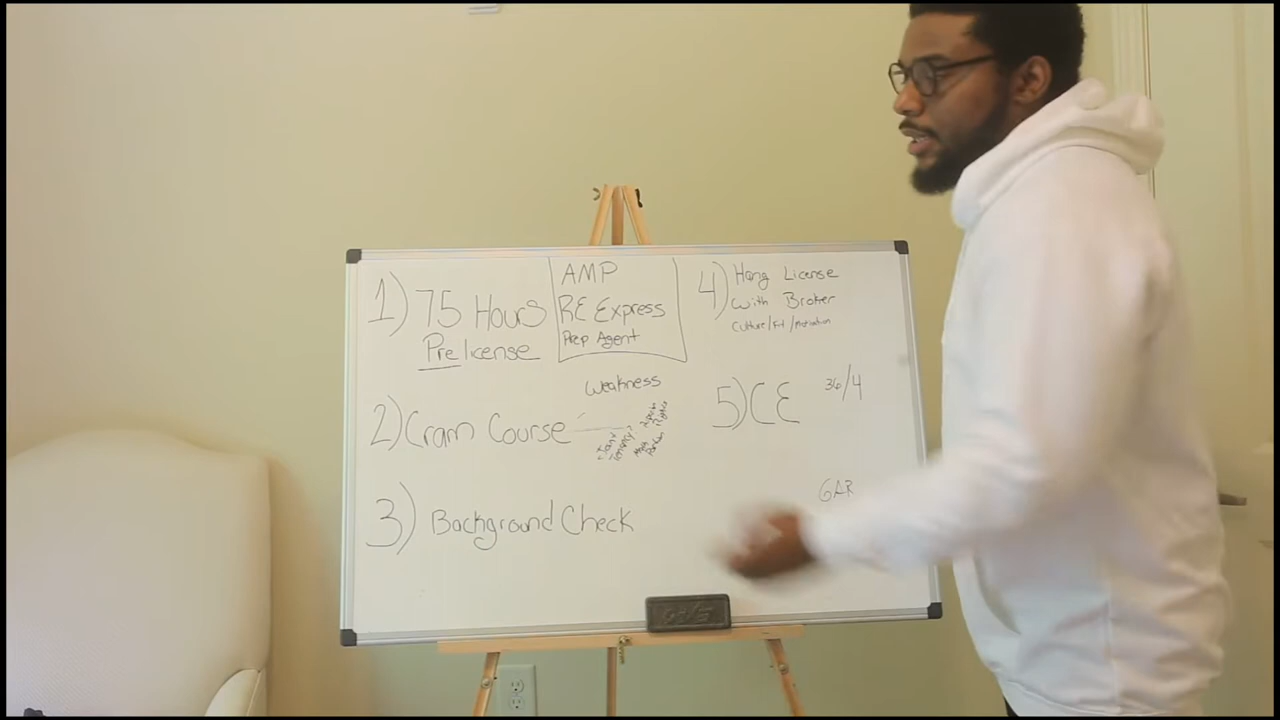 1) 75 Hours
Prelicense
AMP
RE Express
Prep Agent
2) Cram Course
Weakness
3) Background Check
4) Hang License
with Broker
Culture/Fit/Motivation
5) CE 36/4
GAR